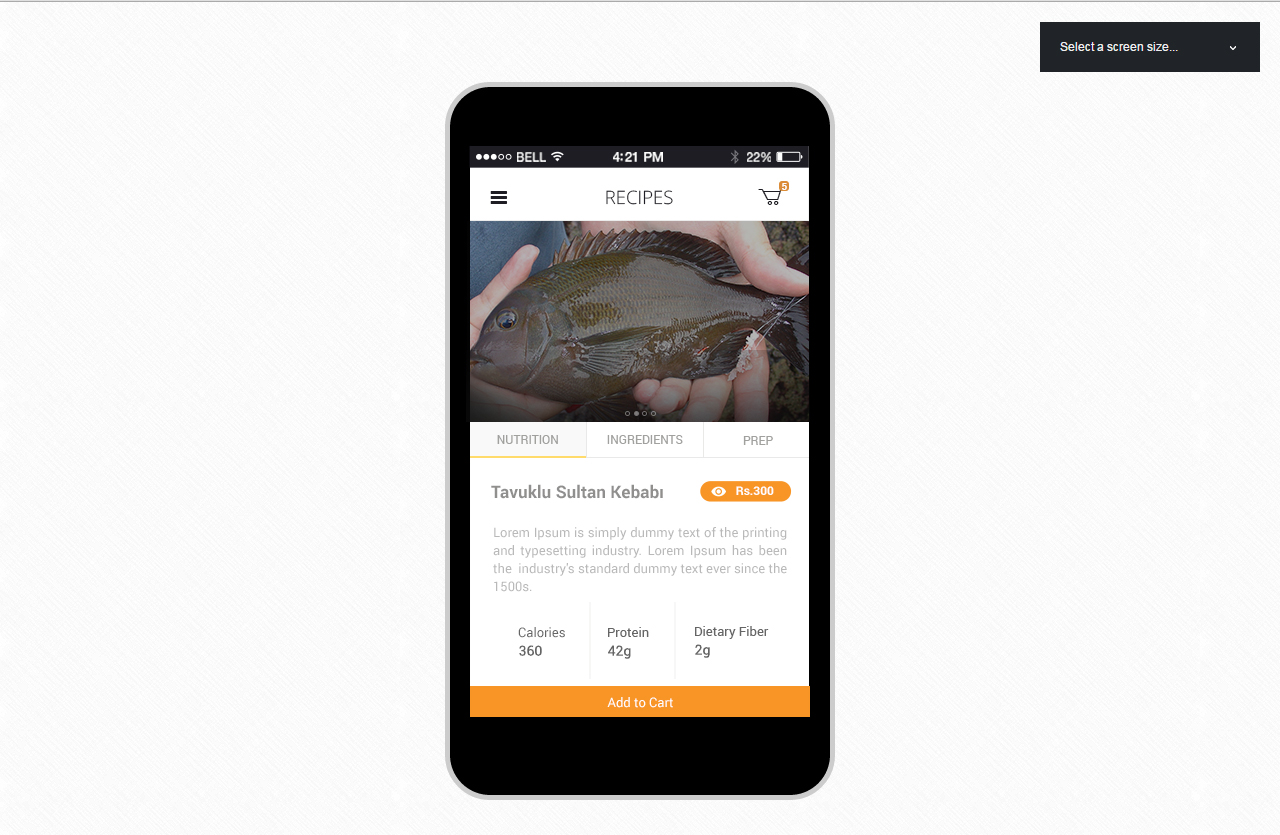 Select a screen size...
BELL 4:21 PM 22%
RECIPES 5
NUTRITION INGREDIENTS PREP
Tavuklu Sultan Kebabı Rs.300
Lorem Ipsum is simply dummy text of the printing
and typesetting industry. Lorem Ipsum has been
the industry's standard dummy text ever since the
1500s.
Calories Protein Dietary Fiber
360 42g 2g
Add to Cart